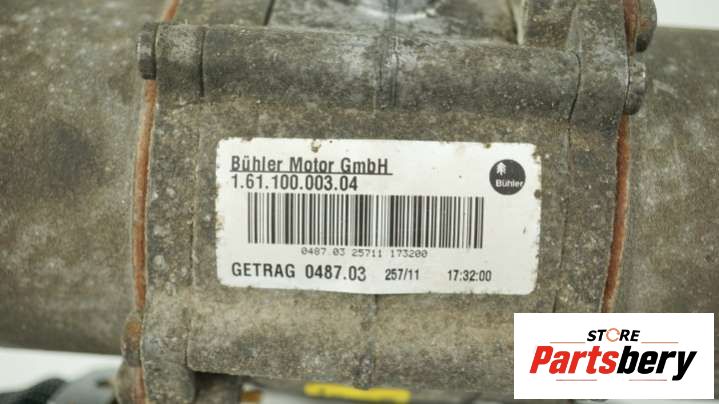 Bühler Motor GmbH
1.61.100.003.04
Bühler
0487.03 25711 173200
GETRAG 0487.03 257/11 17:32:00
STORE
Partsbery